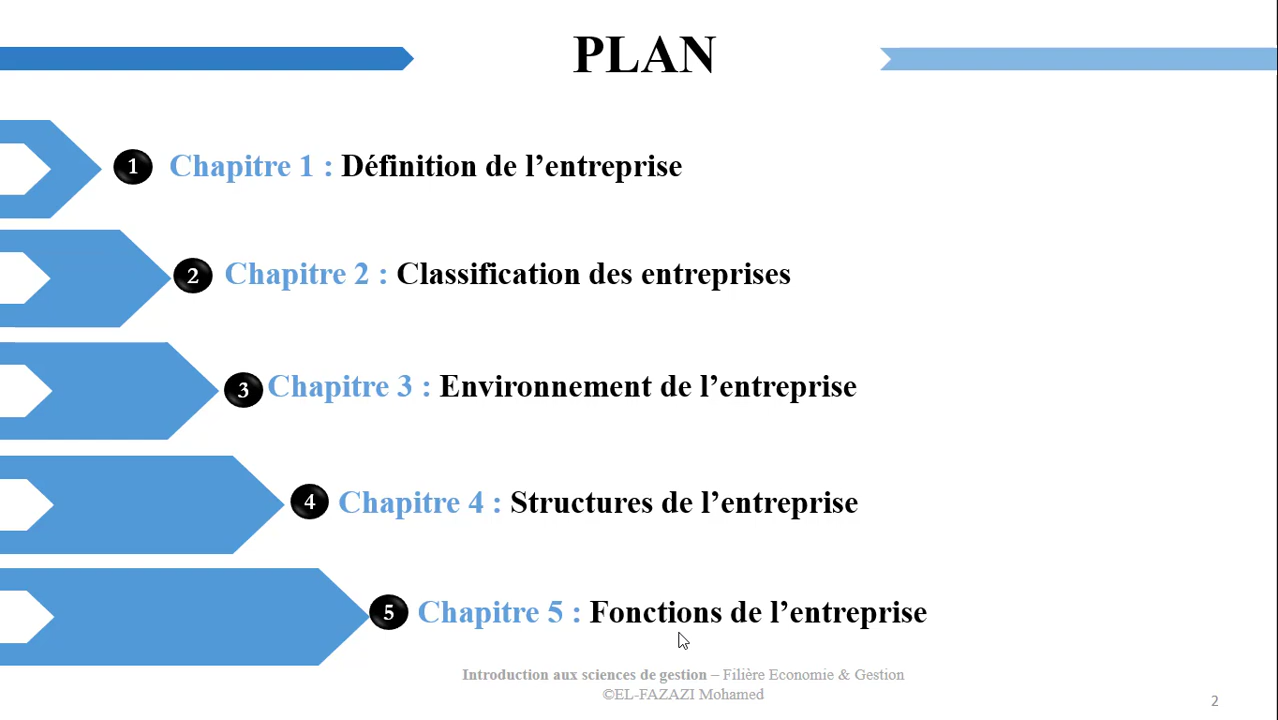 PLAN
1 Chapitre 1 : Définition de l’entreprise
2 Chapitre 2 : Classification des entreprises
3 Chapitre 3 : Environnement de l’entreprise
4 Chapitre 4 : Structures de l’entreprise
5 Chapitre 5 : Fonctions de l’entreprise
Introduction aux sciences de gestion – Filière Economie & Gestion
©EL-FAZAZI Mohamed
2